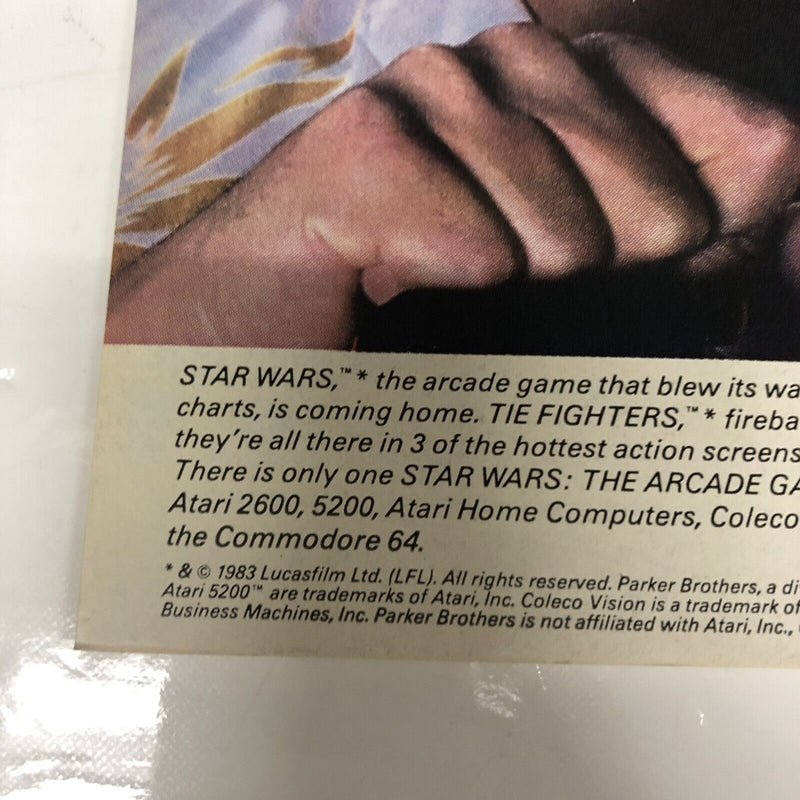 STAR WARS,™* the arcade game that blew its wa
charts, is coming home. TIE FIGHTERS,™* fireba
they're all there in 3 of the hottest action screens
There is only one STAR WARS: THE ARCADE GA
Atari 2600, 5200, Atari Home Computers, Coleco
the Commodore 64.
* & © 1983 Lucasfilm Ltd. (LFL). All rights reserved. Parker Brothers, a di
Atari 5200™ are trademarks of Atari, Inc. Coleco Vision is a trademark of
Business Machines, Inc. Parker Brothers is not affiliated with Atari, Inc.,